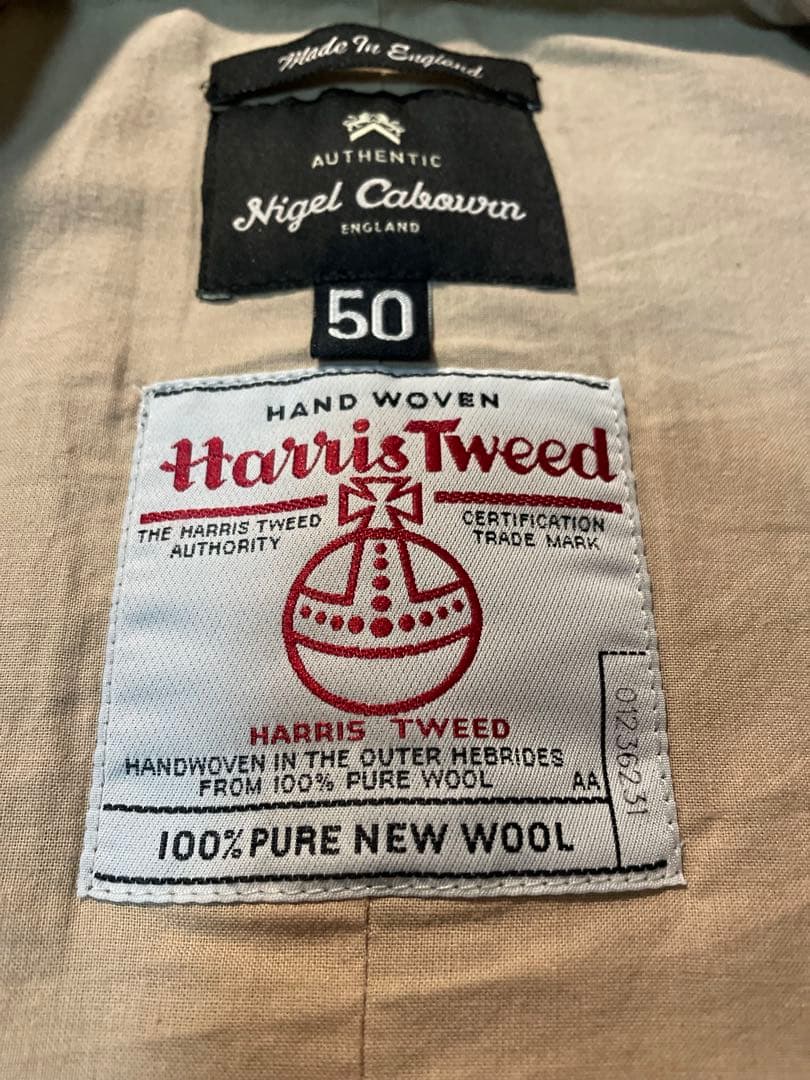 Made In England
AUTHENTIC
Nigel Cabourn
ENGLAND
50
HAND WOVEN
Harris Tweed
THE HARRIS TWEED
AUTHORITY
CERTIFICATION
TRADE MARK
HARRIS TWEED
HANDWOVEN IN THE OUTER HEBRIDES
FROM 100% PURE WOOL
AA
01236231
100% PURE NEW WOOL